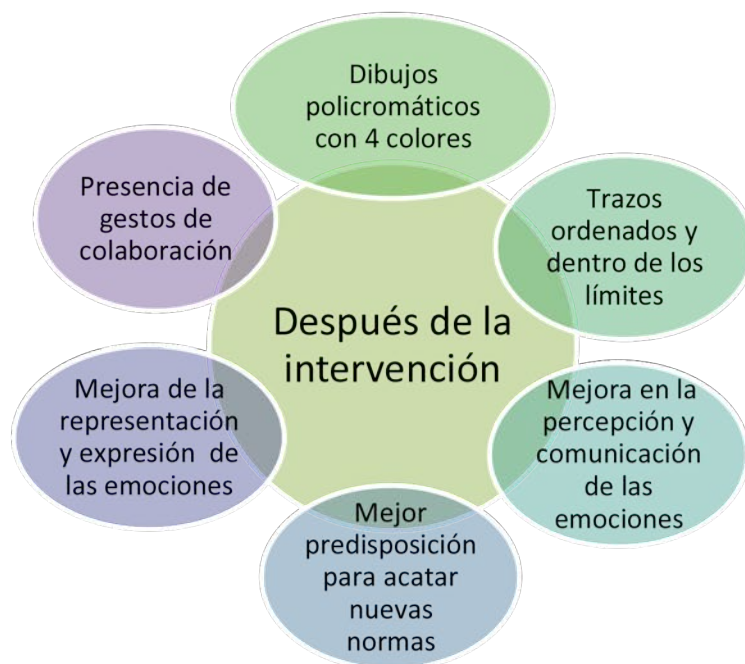 Dibujos
policromáticos
con 4 colores
Trazos
ordenados y
dentro de los
límites
Mejora en la
percepción y
comunicación
de las
emociones
Mejor
predisposición
para acatar
nuevas
normas
Mejora de la
representación
y expresión de
las emociones
Presencia de
gestos de
colaboración
Después de la
intervención